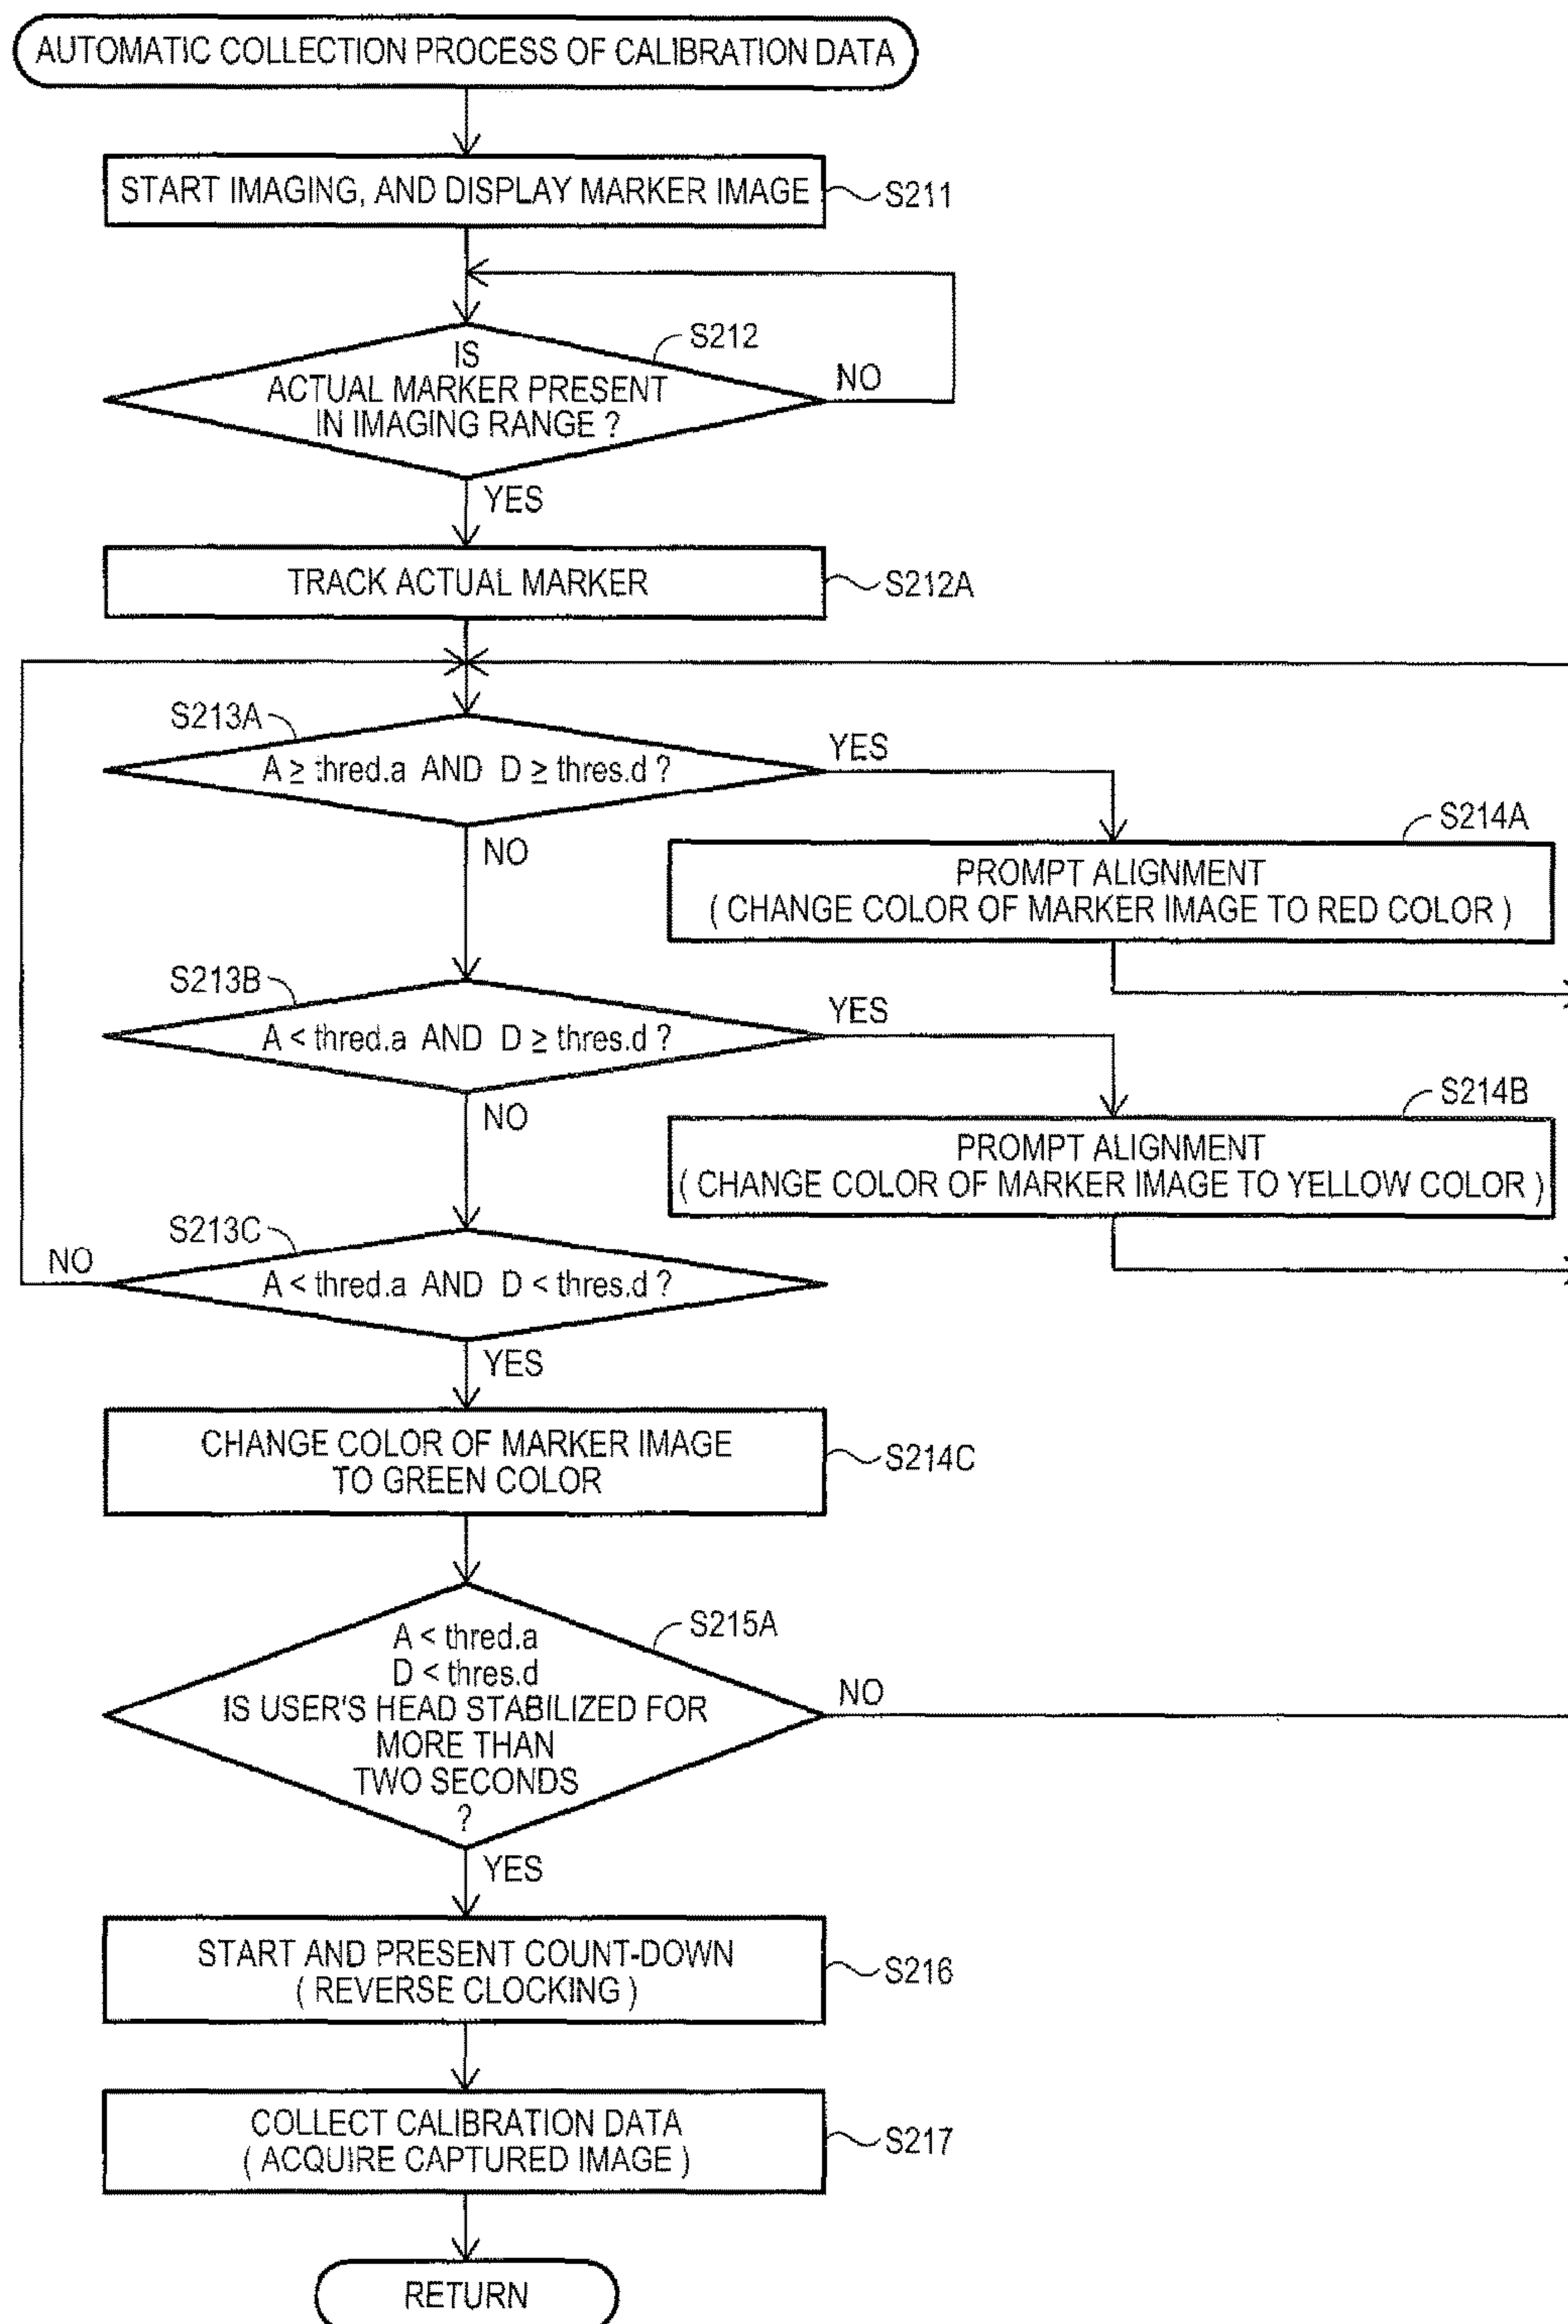 AUTOMATIC COLLECTION PROCESS OF CALIBRATION DATA
START IMAGING, AND DISPLAY MARKER IMAGE
S211
S212
IS
ACTUAL MARKER PRESENT
IN IMAGING RANGE ?
NO
YES
TRACK ACTUAL MARKER
S212A
S213A
A ≥ thred.a AND D ≥ thres.d ?
YES
NO
S214A
PROMPT ALIGNMENT
( CHANGE COLOR OF MARKER IMAGE TO RED COLOR )
S213B
A < thred.a AND D ≥ thres.d ?
YES
NO
S214B
PROMPT ALIGNMENT
( CHANGE COLOR OF MARKER IMAGE TO YELLOW COLOR )
S213C
NO
A < thred.a AND D < thres.d ?
YES
CHANGE COLOR OF MARKER IMAGE
TO GREEN COLOR
S214C
S215A
A < thred.a
D < thres.d
IS USER'S HEAD STABILIZED FOR
MORE THAN
TWO SECONDS
?
NO
YES
START AND PRESENT COUNT-DOWN
( REVERSE CLOCKING )
S216
COLLECT CALIBRATION DATA
( ACQUIRE CAPTURED IMAGE )
S217
RETURN